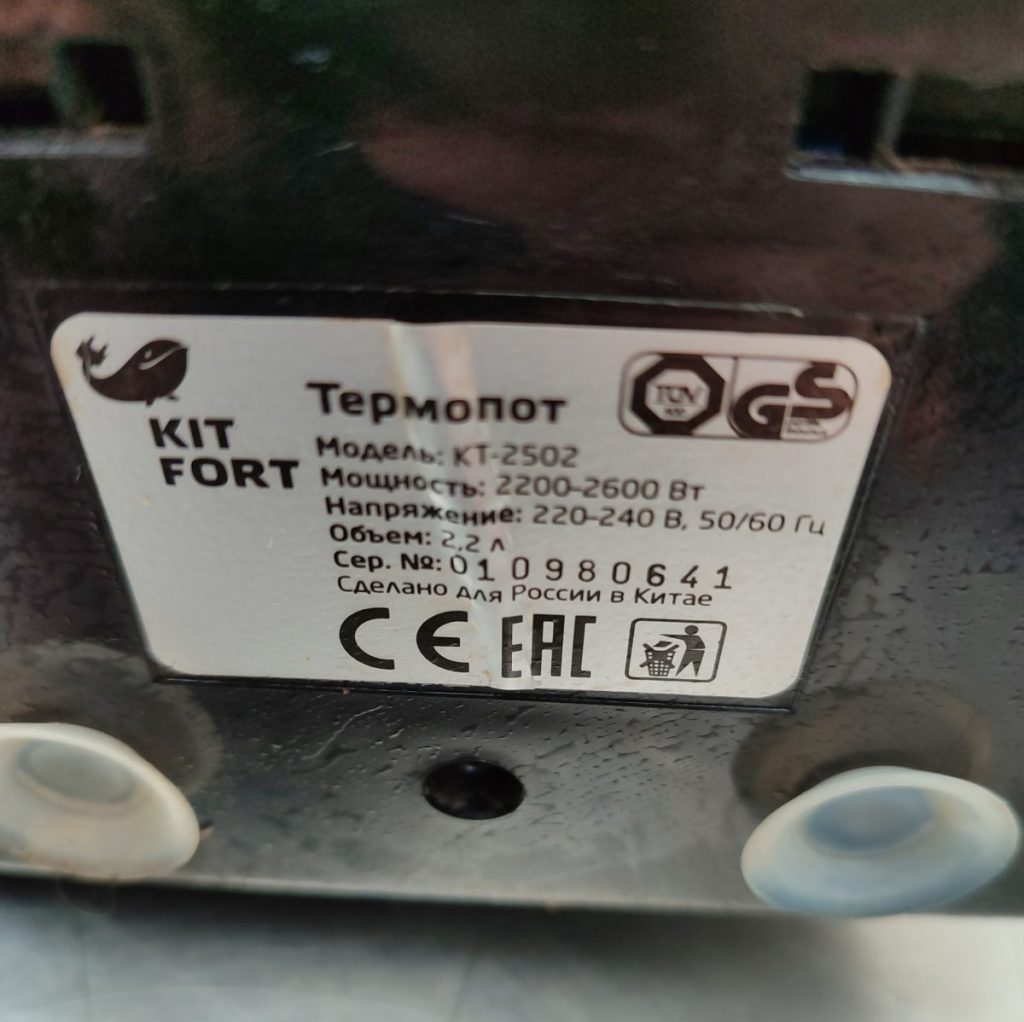 KIT
FORT
Термопот
Модель: КТ-2502
Мощность: 2200-2600 Вт
Напряжение: 220-240 В, 50/60 Гц
Объем: 2,2 л
Сер. №: 010980641
Сделано для России в Китае
TÜV
GS
CE EAC